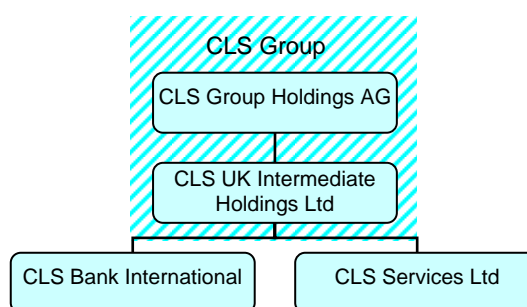 CLS Group
CLS Group Holdings AG
CLS UK Intermediate
Holdings Ltd
CLS Bank International
CLS Services Ltd